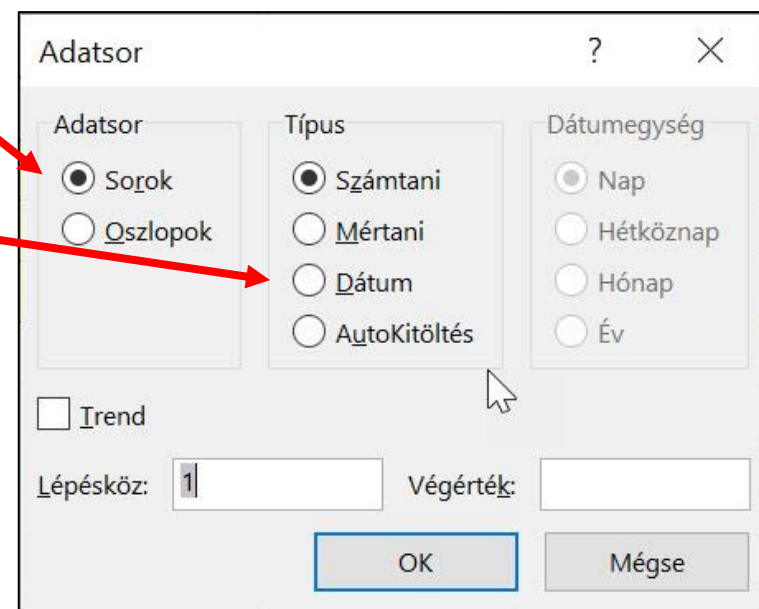 Adatsor ?
Adatsor
Sorok
Oszlopok
Típus
Számtani
Mértani
Dátum
AutoKitöltés
Dátumegység
Nap
Hétköznap
Hónap
Év
Trend
Lépésköz: 1 Végérték:
OK Mégse